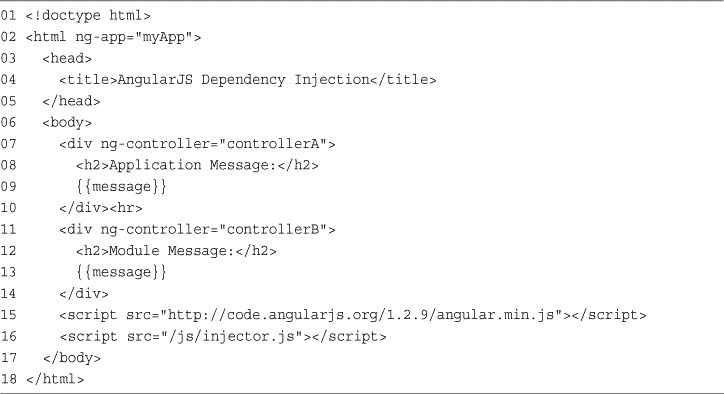 01 <!doctype html>
02 <html ng-app="myApp">
03   <head>
04     <title>AngularJS Dependency Injection</title>
05   </head>
06   <body>
07     <div ng-controller="controllerA">
08       <h2>Application Message:</h2>
09       {{message}}
10     </div><hr>
11     <div ng-controller="controllerB">
12       <h2>Module Message:</h2>
13       {{message}}
14     </div>
15     <script src="http://code.angularjs.org/1.2.9/angular.min.js"></script>
16     <script src="/js/injector.js"></script>
17   </body>
18 </html>